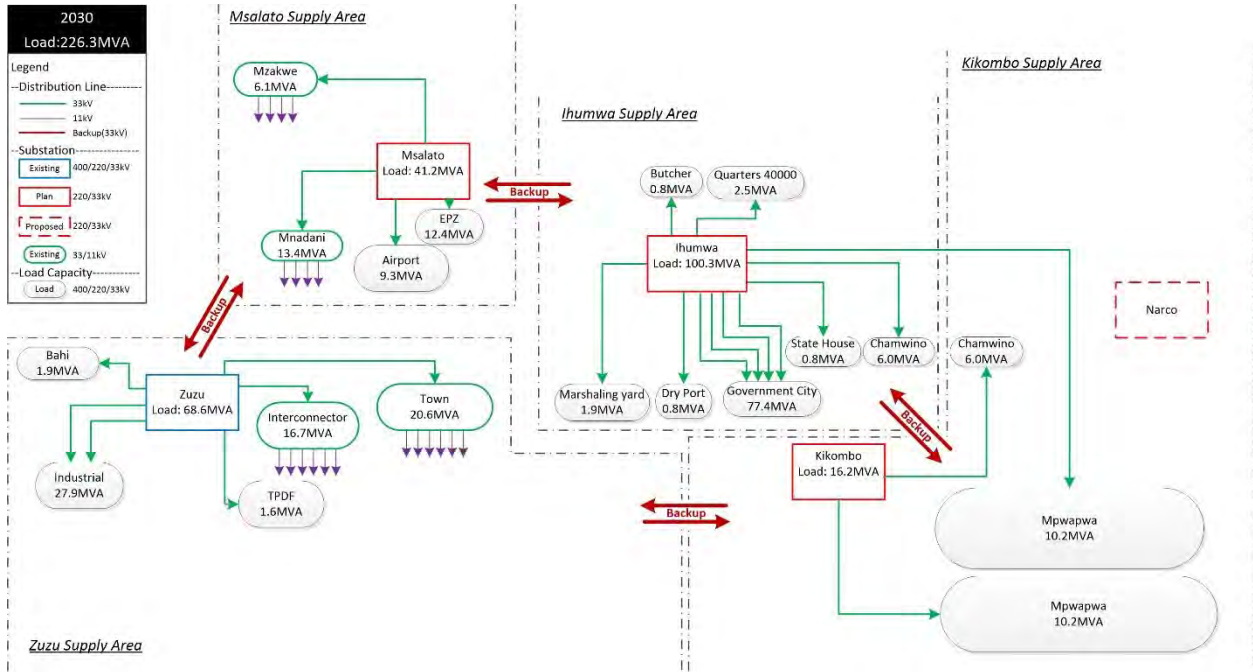 2030
Load:226.3MVA
Legend
--Distribution Line--
33kV
11kV
Backup(33kV)
--Substation--
Existing 400/220/33kV
Plan 220/33kV
Proposed 220/33kV
Existing 33/11kV
--Load Capacity--
Load 400/220/33kV
Msalato Supply Area
Mzakwe
6.1MVA
Msalato
Load: 41.2MVA
Mnadani
13.4MVA
EPZ
12.4MVA
Airport
9.3MVA
Backup
Backup
Ihumwa Supply Area
Butcher
0.8MVA
Quarters 40000
2.5MVA
Ihumwa
Load: 100.3MVA
State House
0.8MVA
Chamwino
6.0MVA
Marshaling yard
1.9MVA
Dry Port
0.8MVA
Government City
77.4MVA
Kikombo Supply Area
Narco
Chamwino
6.0MVA
Backup
Kikombo
Load: 16.2MVA
Mpwapwa
10.2MVA
Mpwapwa
10.2MVA
Backup
Bahi
1.9MVA
Zuzu
Load: 68.6MVA
Interconnector
16.7MVA
Town
20.6MVA
Industrial
27.9MVA
TPDF
1.6MVA
Zuzu Supply Area